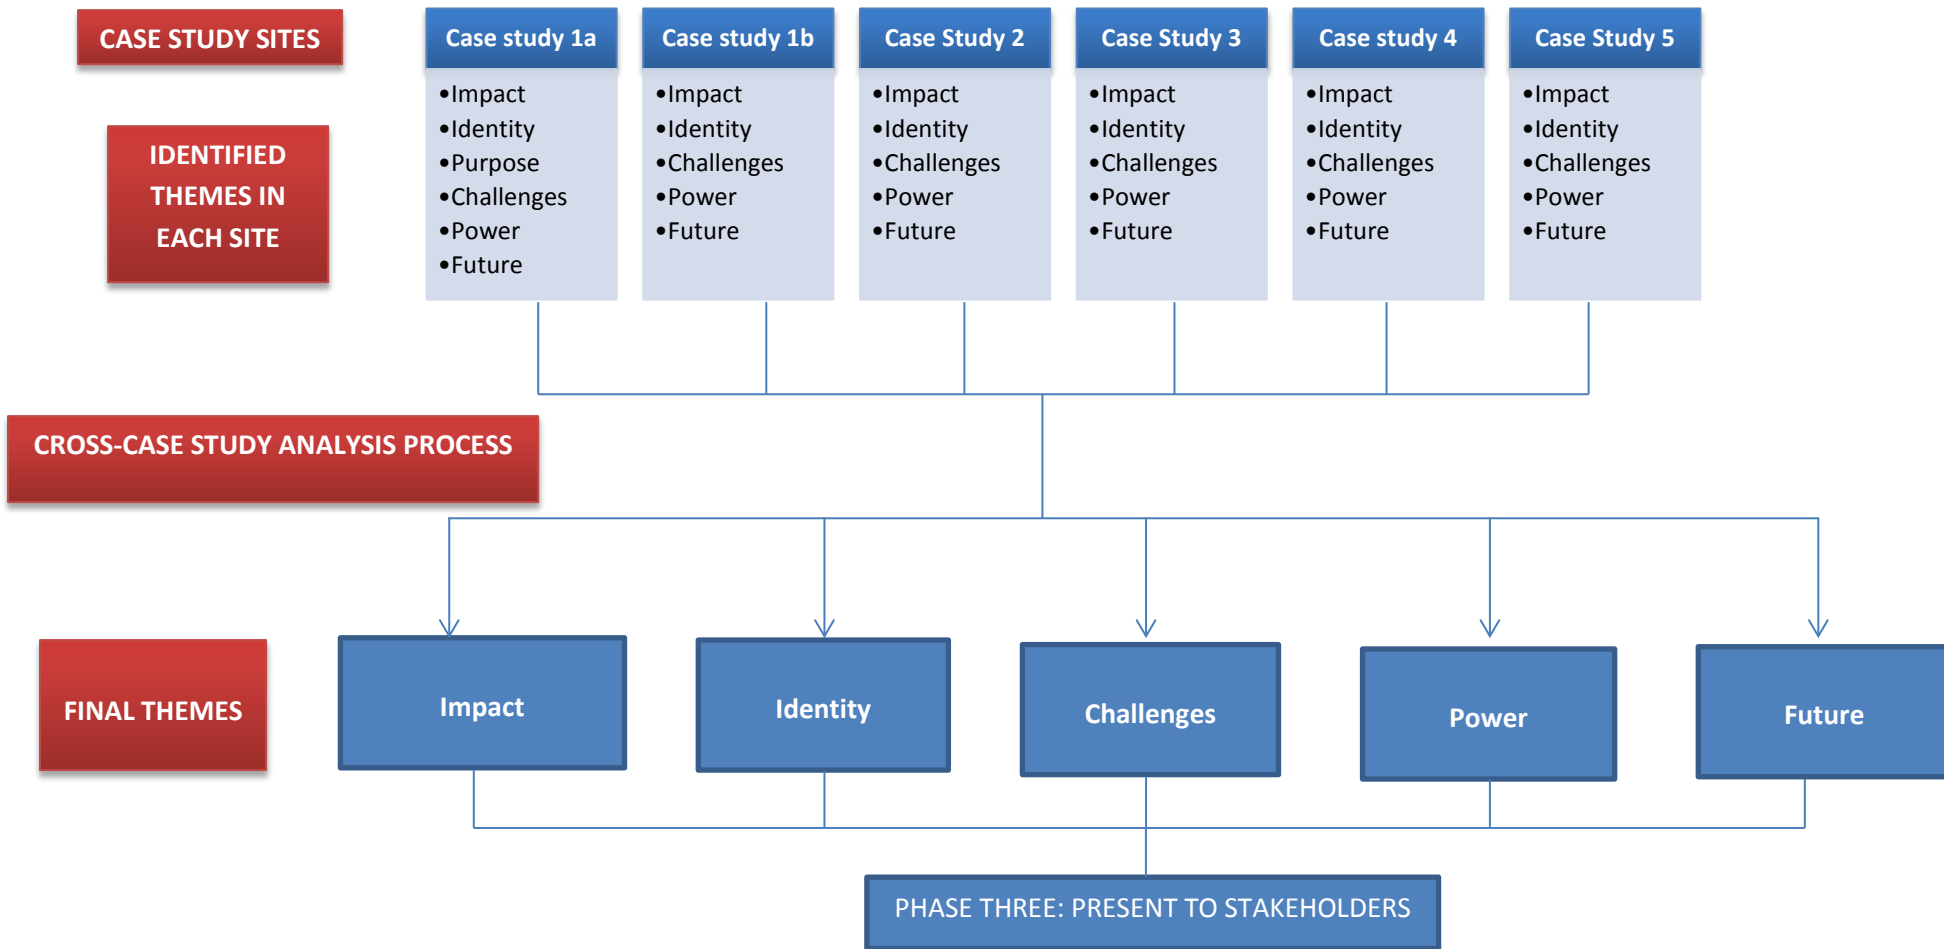 CASE STUDY SITES
Case study 1a
Case study 1b
Case Study 2
Case Study 3
Case study 4
Case Study 5
IDENTIFIED
THEMES IN
EACH SITE
•Impact
•Identity
•Purpose
•Challenges
•Power
•Future
•Impact
•Identity
•Challenges
•Power
•Future
•Impact
•Identity
•Challenges
•Power
•Future
•Impact
•Identity
•Challenges
•Power
•Future
•Impact
•Identity
•Challenges
•Power
•Future
•Impact
•Identity
•Challenges
•Power
•Future
CROSS-CASE STUDY ANALYSIS PROCESS
FINAL THEMES
Impact
Identity
Challenges
Power
Future
PHASE THREE: PRESENT TO STAKEHOLDERS